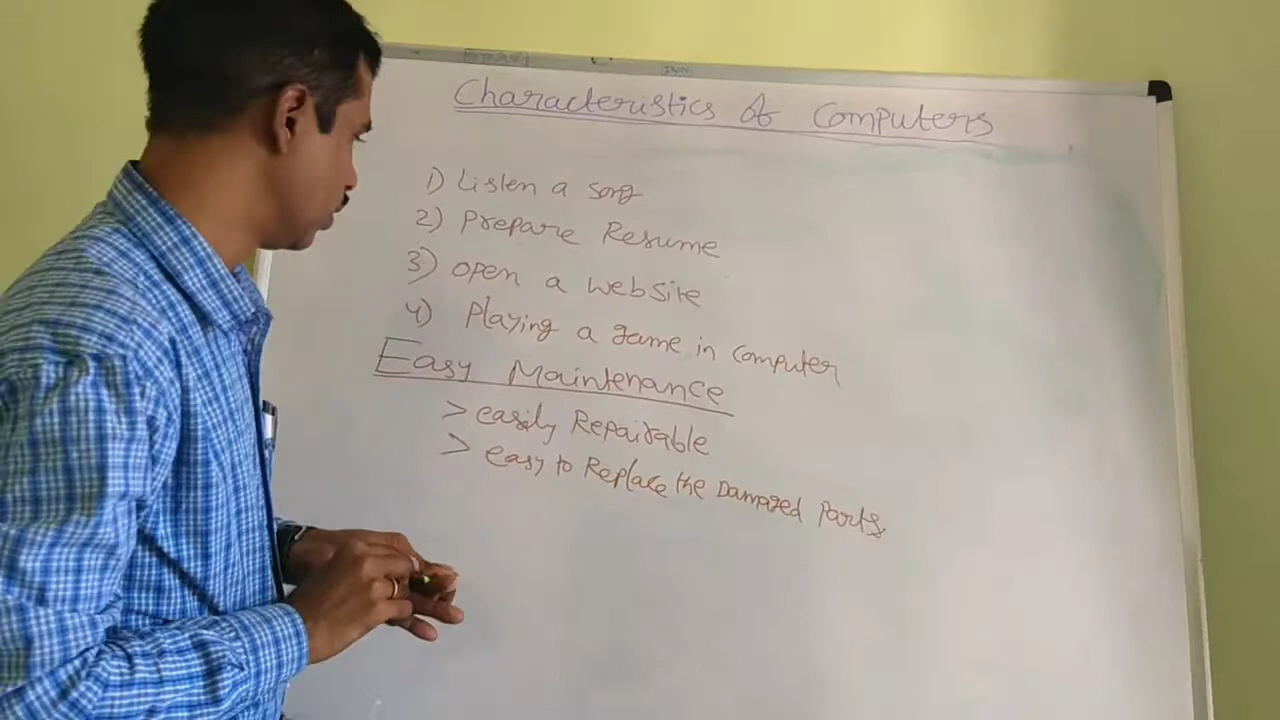 Characteristics of Computers
1) Listen a song
2) Prepare Resume
3) open a website
4) Playing a game in computer
Easy Maintenance
> easily Repairable
> easy to Replace the Damaged Parts